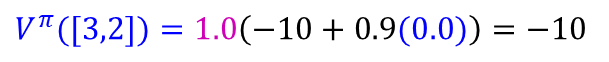 V^π([3,2]) = 1.0(−10 + 0.9(0.0)) = −10